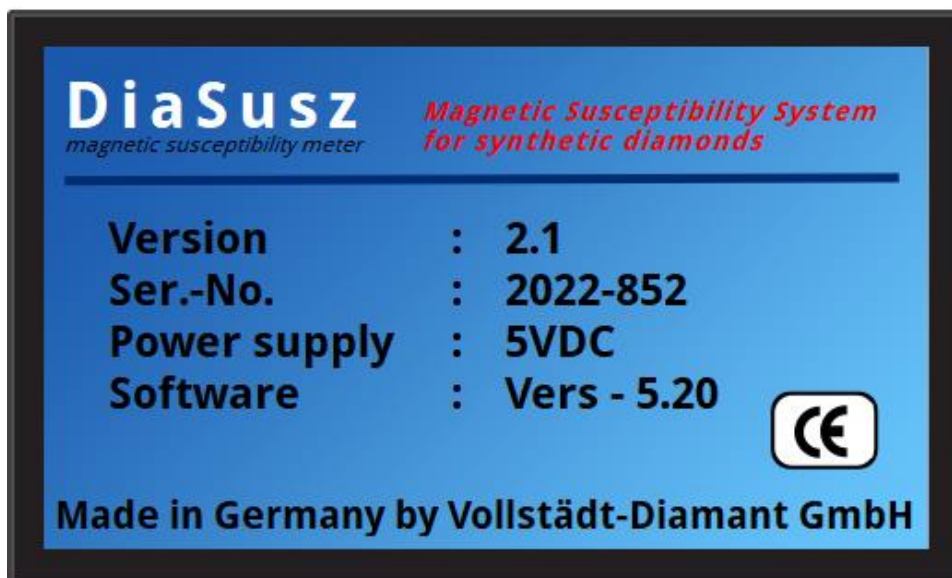 DiaSusz
magnetic susceptibility meter
Magnetic Susceptibility System
for synthetic diamonds
Version : 2.1
Ser.-No. : 2022-852
Power supply : 5VDC
Software : Vers - 5.20
CE
Made in Germany by Vollstädt-Diamant GmbH